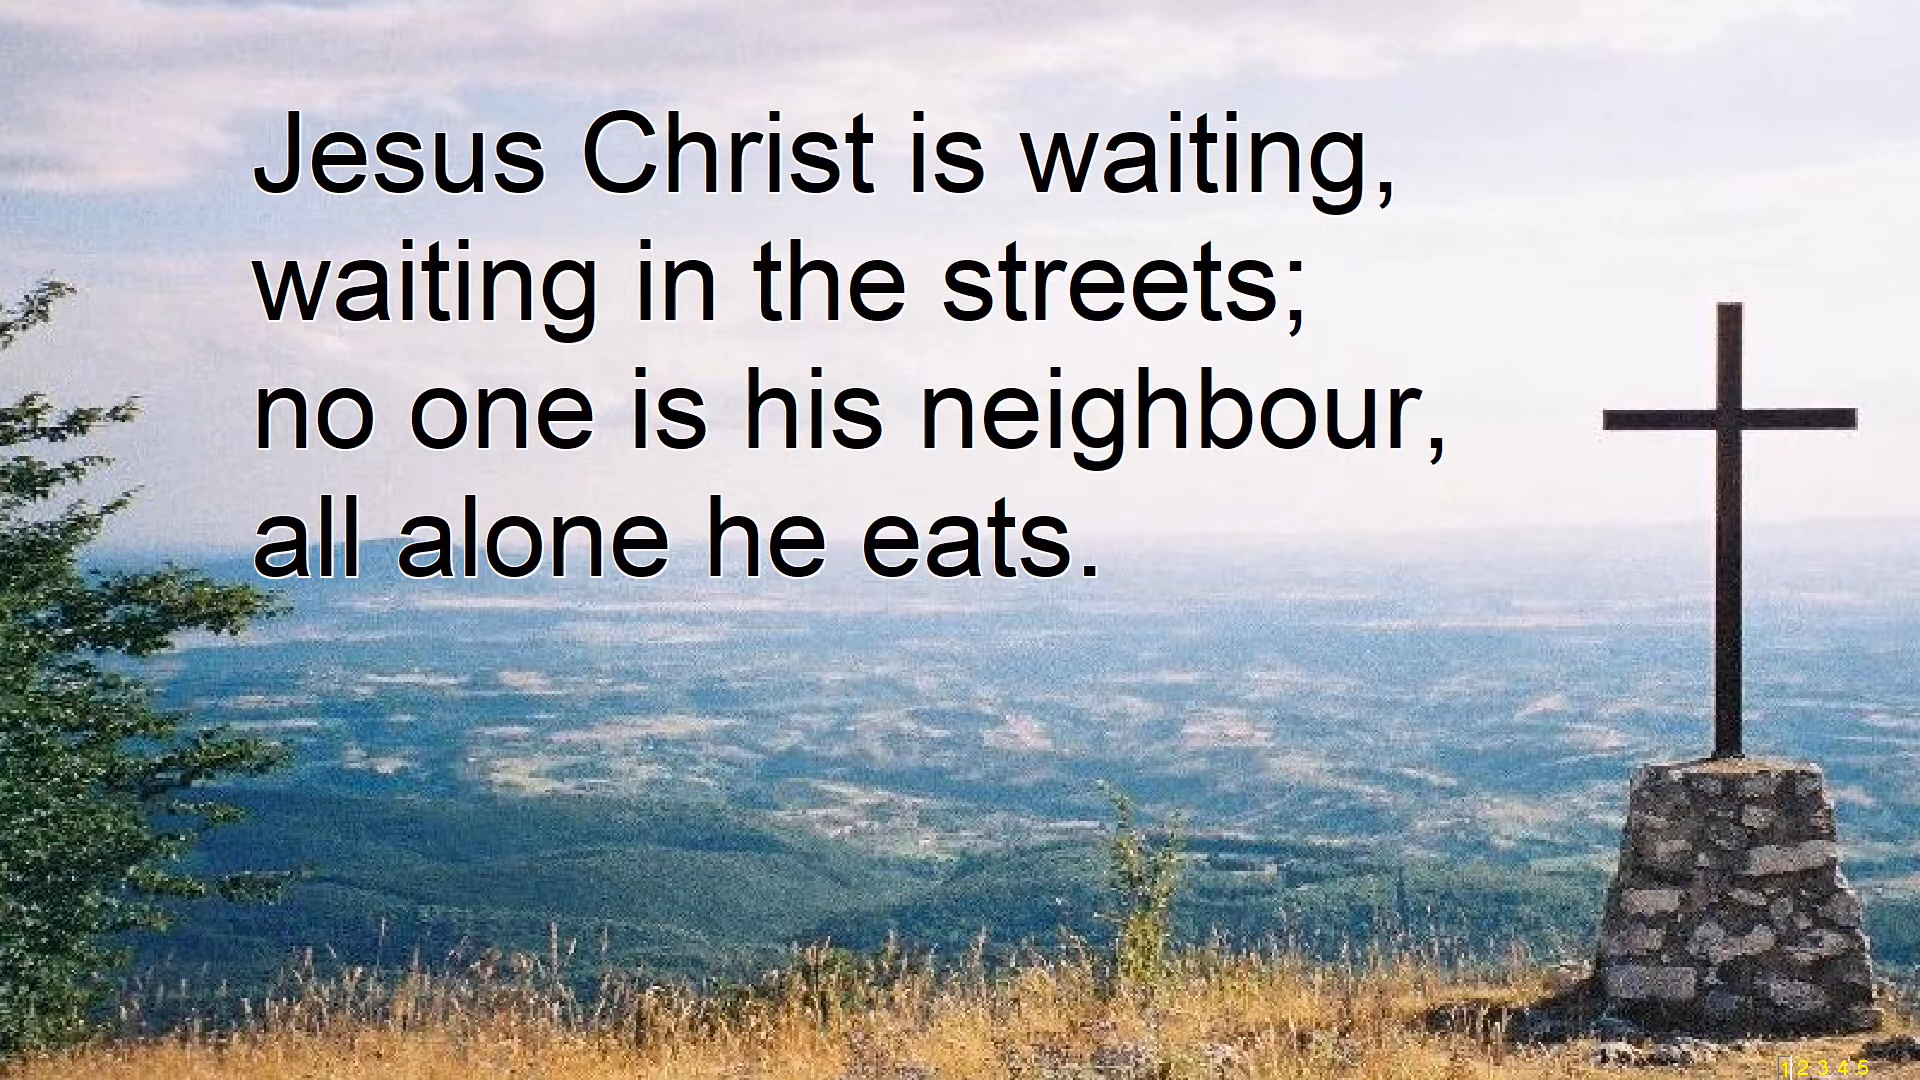 Jesus Christ is waiting,
waiting in the streets;
no one is his neighbour,
all alone he eats.
1 2 3 4 5